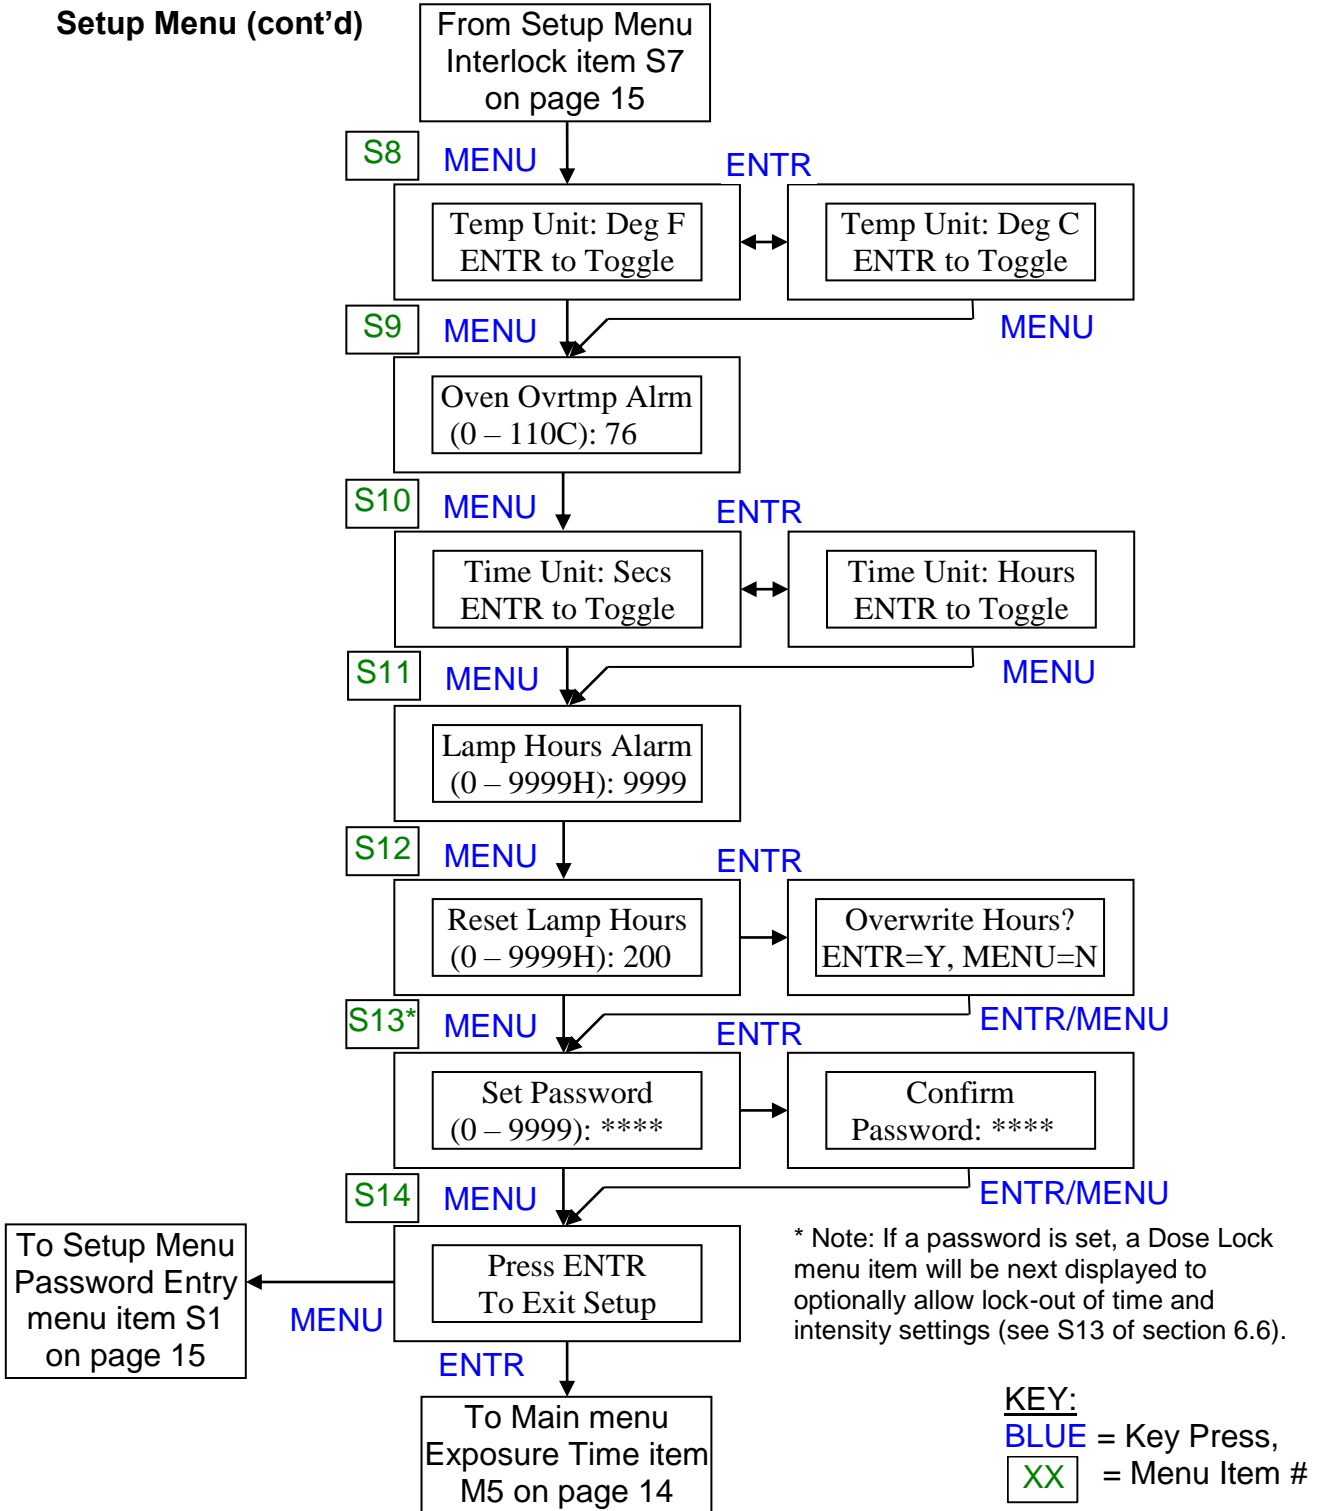 Setup Menu (cont’d)
From Setup Menu
Interlock item S7
on page 15
S8
MENU
ENTR
Temp Unit: Deg F
ENTR to Toggle
Temp Unit: Deg C
ENTR to Toggle
S9
MENU
MENU
Oven Ovrtmp Alrm
(0 – 110C): 76
S10
MENU
ENTR
Time Unit: Secs
ENTR to Toggle
Time Unit: Hours
ENTR to Toggle
S11
MENU
MENU
Lamp Hours Alarm
(0 – 9999H): 9999
S12
MENU
ENTR
Reset Lamp Hours
(0 – 9999H): 200
Overwrite Hours?
ENTR=Y, MENU=N
S13*
MENU
ENTR
ENTR/MENU
Set Password
(0 – 9999): ****
Confirm
Password: ****
S14
MENU
ENTR/MENU
To Setup Menu
Password Entry
menu item S1
on page 15
MENU
Press ENTR
To Exit Setup
* Note: If a password is set, a Dose Lock
menu item will be next displayed to
optionally allow lock-out of time and
intensity settings (see S13 of section 6.6).
ENTR
To Main menu
Exposure Time item
M5 on page 14
KEY:
BLUE = Key Press,
XX = Menu Item #